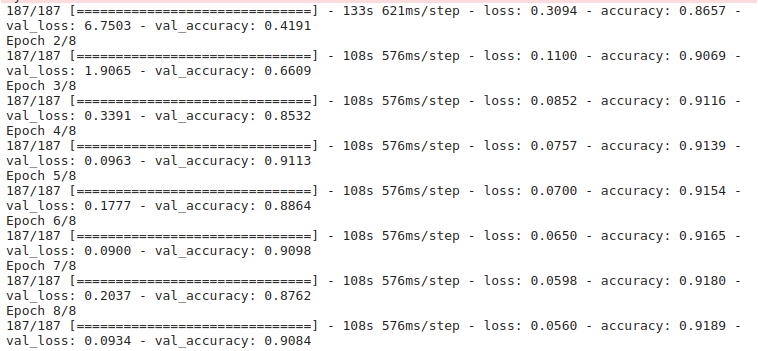 187/187 [==============================] - 133s 621ms/step - loss: 0.3094 - accuracy: 0.8657 -
val_loss: 6.7503 - val_accuracy: 0.4191
Epoch 2/8
187/187 [==============================] - 108s 576ms/step - loss: 0.1100 - accuracy: 0.9069 -
val_loss: 1.9065 - val_accuracy: 0.6609
Epoch 3/8
187/187 [==============================] - 108s 576ms/step - loss: 0.0852 - accuracy: 0.9116 -
val_loss: 0.3391 - val_accuracy: 0.8532
Epoch 4/8
187/187 [==============================] - 108s 576ms/step - loss: 0.0757 - accuracy: 0.9139 -
val_loss: 0.0963 - val_accuracy: 0.9113
Epoch 5/8
187/187 [==============================] - 108s 576ms/step - loss: 0.0700 - accuracy: 0.9154 -
val_loss: 0.1777 - val_accuracy: 0.8864
Epoch 6/8
187/187 [==============================] - 108s 576ms/step - loss: 0.0650 - accuracy: 0.9165 -
val_loss: 0.0900 - val_accuracy: 0.9098
Epoch 7/8
187/187 [==============================] - 108s 576ms/step - loss: 0.0598 - accuracy: 0.9180 -
val_loss: 0.2037 - val_accuracy: 0.8762
Epoch 8/8
187/187 [==============================] - 108s 576ms/step - loss: 0.0560 - accuracy: 0.9189 -
val_loss: 0.0934 - val_accuracy: 0.9084